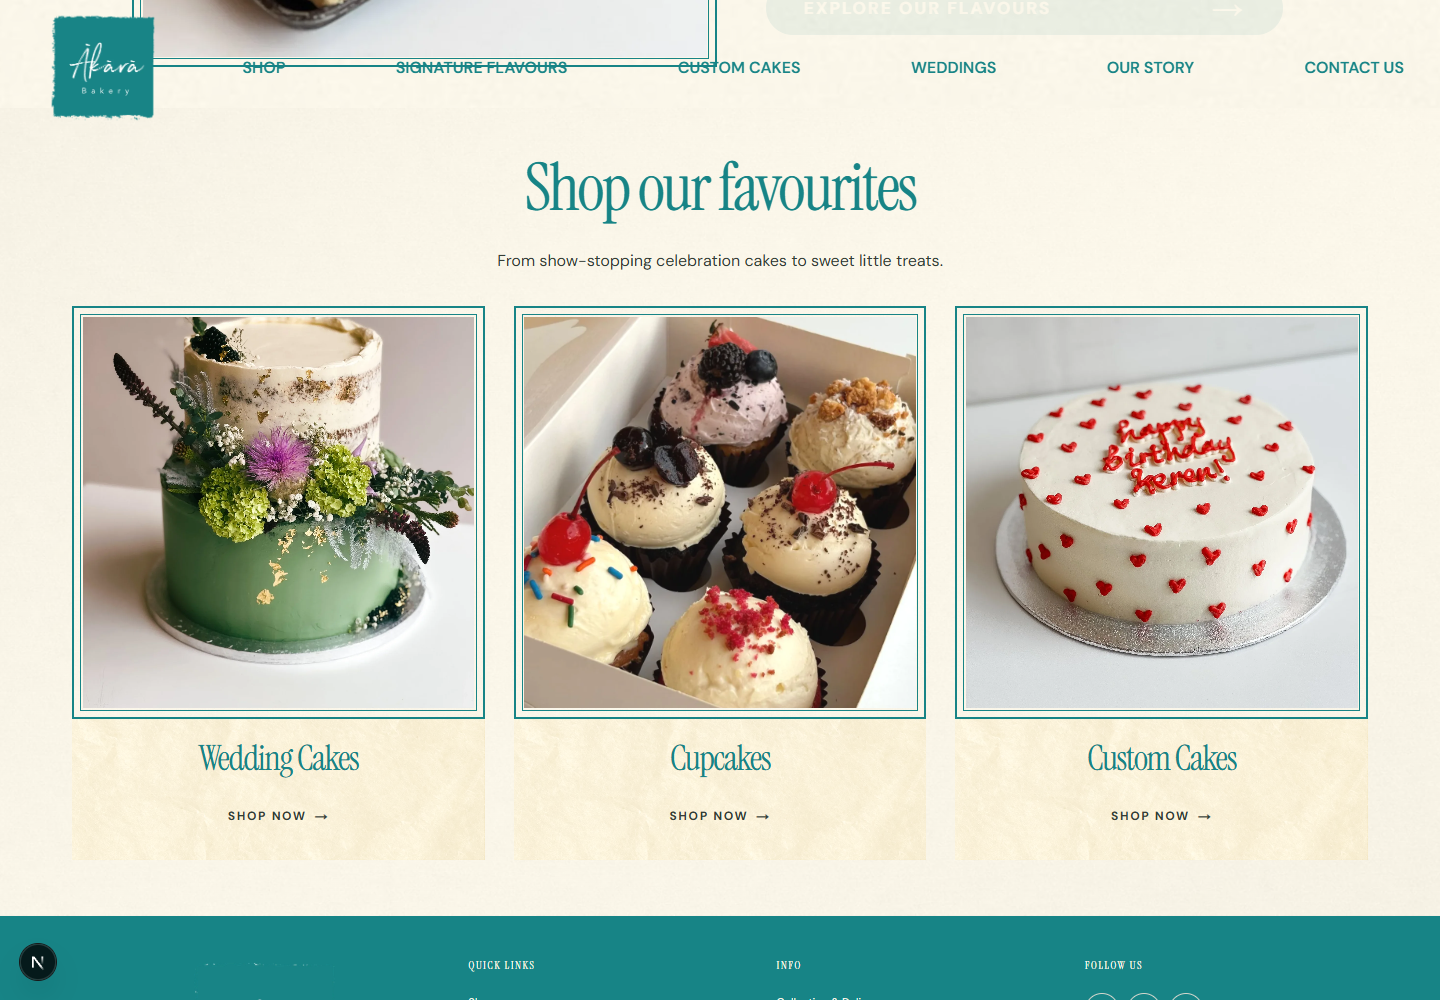 EXPLORE OUR FLAVOURS →
Àkàrà
Bakery
SHOP
SIGNATURE FLAVOURS
CUSTOM CAKES
WEDDINGS
OUR STORY
CONTACT US
Shop our favourites
From show-stopping celebration cakes to sweet little treats.
happy
birthday
keren!
Wedding Cakes
SHOP NOW →
Cupcakes
SHOP NOW →
Custom Cakes
SHOP NOW →
N
QUICK LINKS
INFO
FOLLOW US